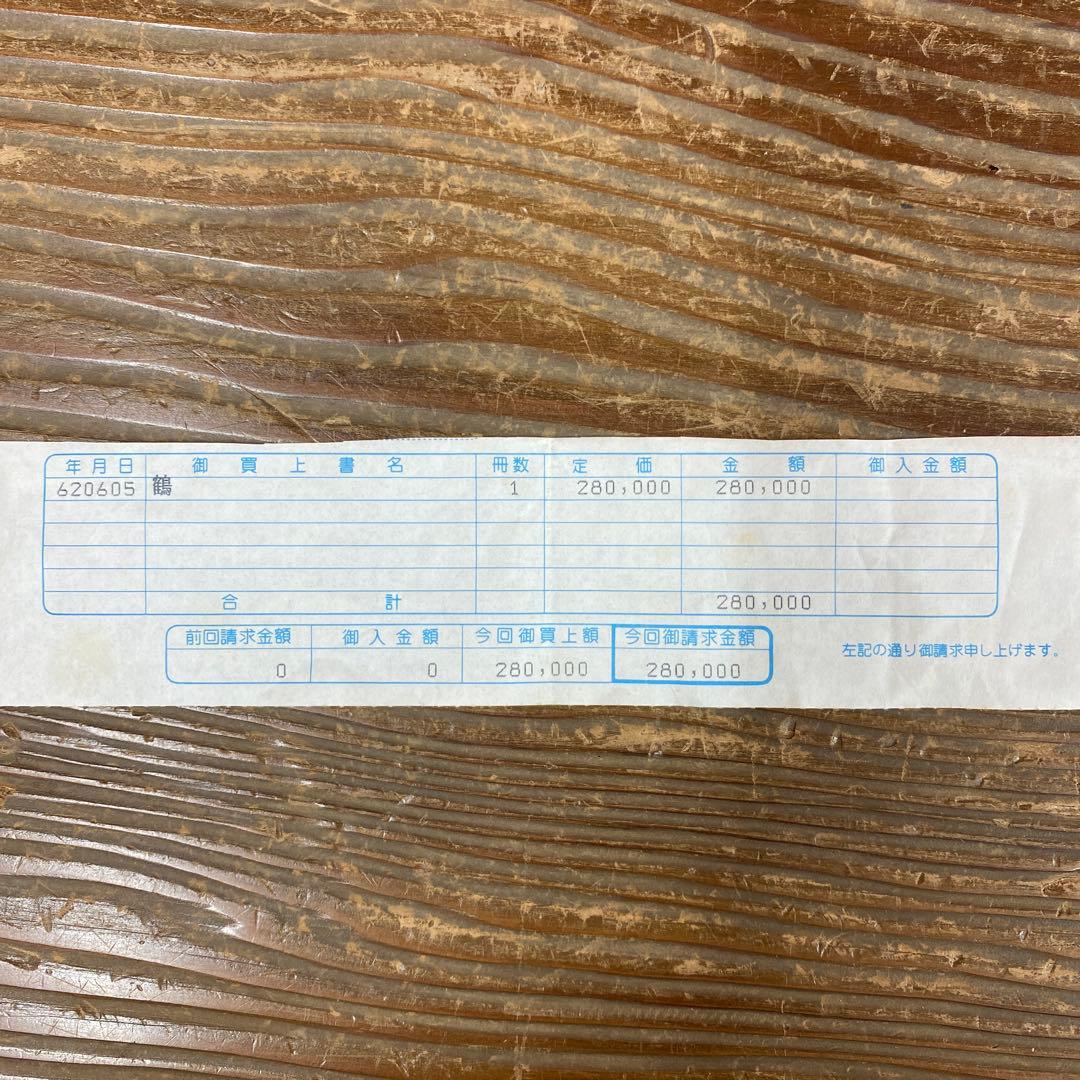 年月日 御買上書名 冊数 定価 金額 御入金額
620605 鶴 1 280,000 280,000
合計 280,000
前回請求金額 御入金額 今回御買上額 今回御請求金額
0 0 280,000 280,000
左記の通り御請求申し上げます。